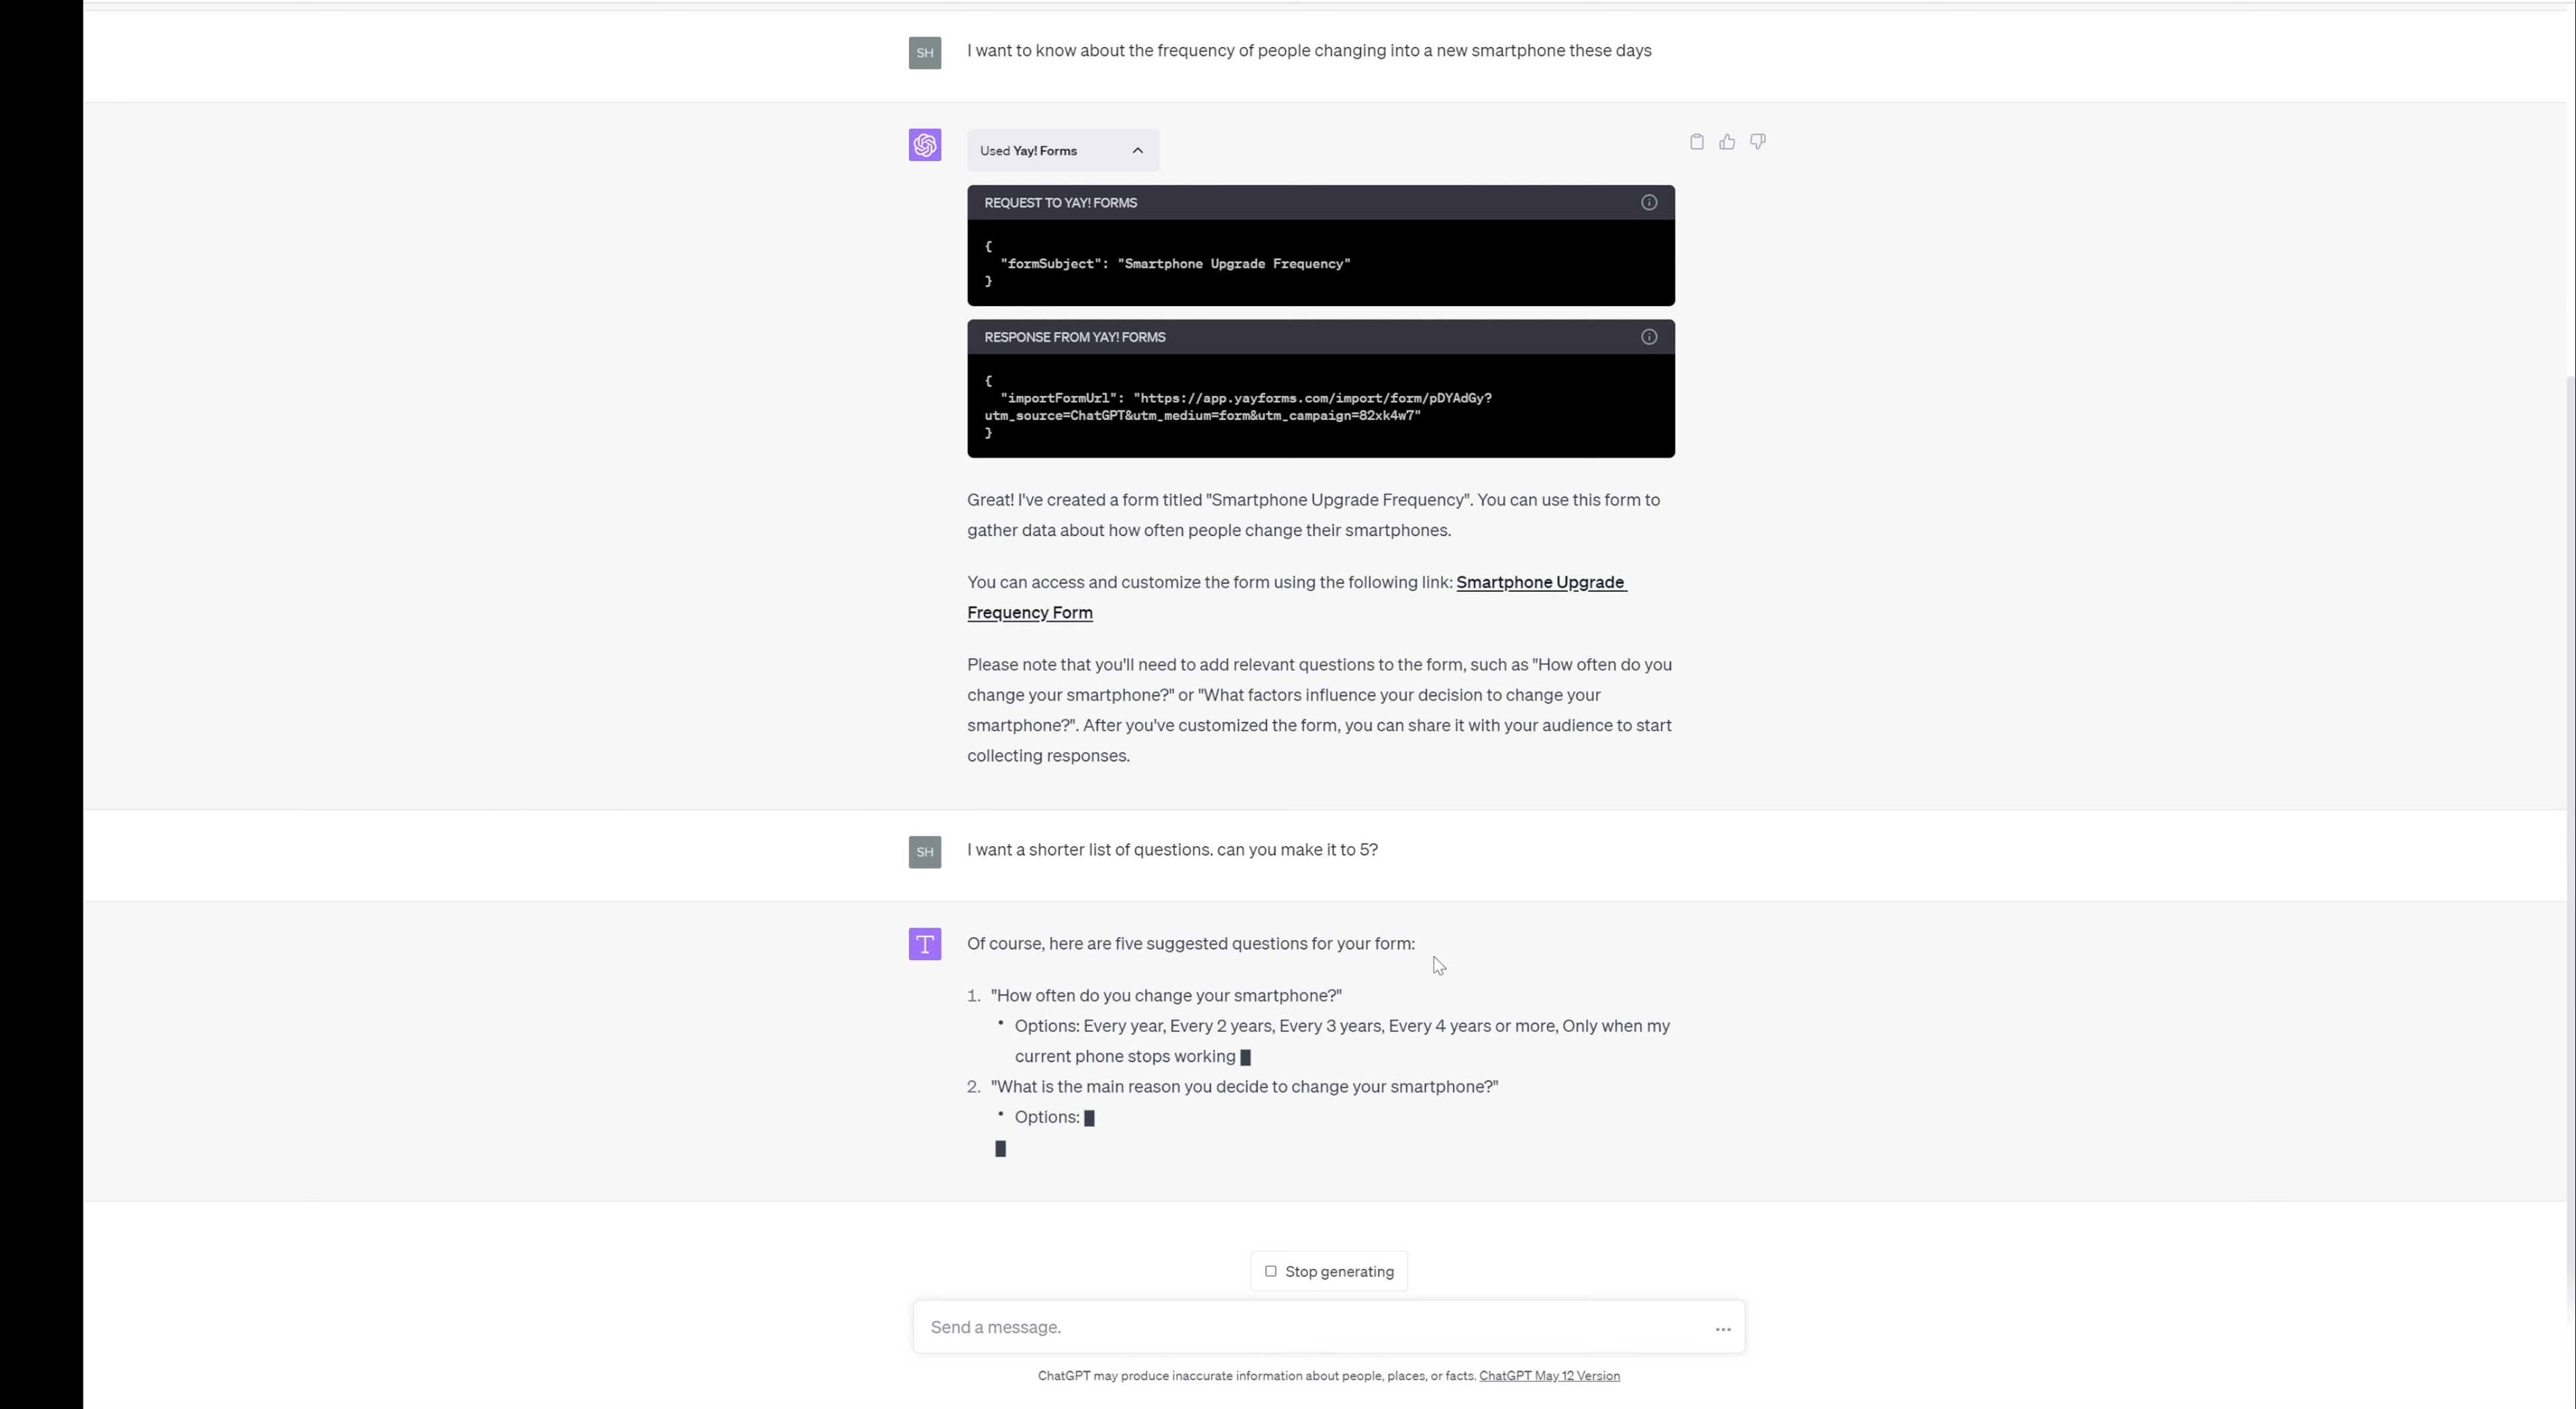 SH
I want to know about the frequency of people changing into a new smartphone these days
Used Yay! Forms
REQUEST TO YAY! FORMS
{
"formSubject": "Smartphone Upgrade Frequency"
}
RESPONSE FROM YAY! FORMS
{
"importFormUrl": "https://app.yayforms.com/import/form/pDYAdGy?
utm_source=ChatGPT&utm_medium=form&utm_campaign=82xk4w7"
}
Great! I've created a form titled "Smartphone Upgrade Frequency". You can use this form to
gather data about how often people change their smartphones.
You can access and customize the form using the following link: Smartphone Upgrade
Frequency Form
Please note that you'll need to add relevant questions to the form, such as "How often do you
change your smartphone?" or "What factors influence your decision to change your
smartphone?". After you've customized the form, you can share it with your audience to start
collecting responses.
SH
I want a shorter list of questions. can you make it to 5?
T
Of course, here are five suggested questions for your form:
1. "How often do you change your smartphone?"
• Options: Every year, Every 2 years, Every 3 years, Every 4 years or more, Only when my
current phone stops working
2. "What is the main reason you decide to change your smartphone?"
• Options:
Stop generating
Send a message.
ChatGPT may produce inaccurate information about people, places, or facts. ChatGPT May 12 Version